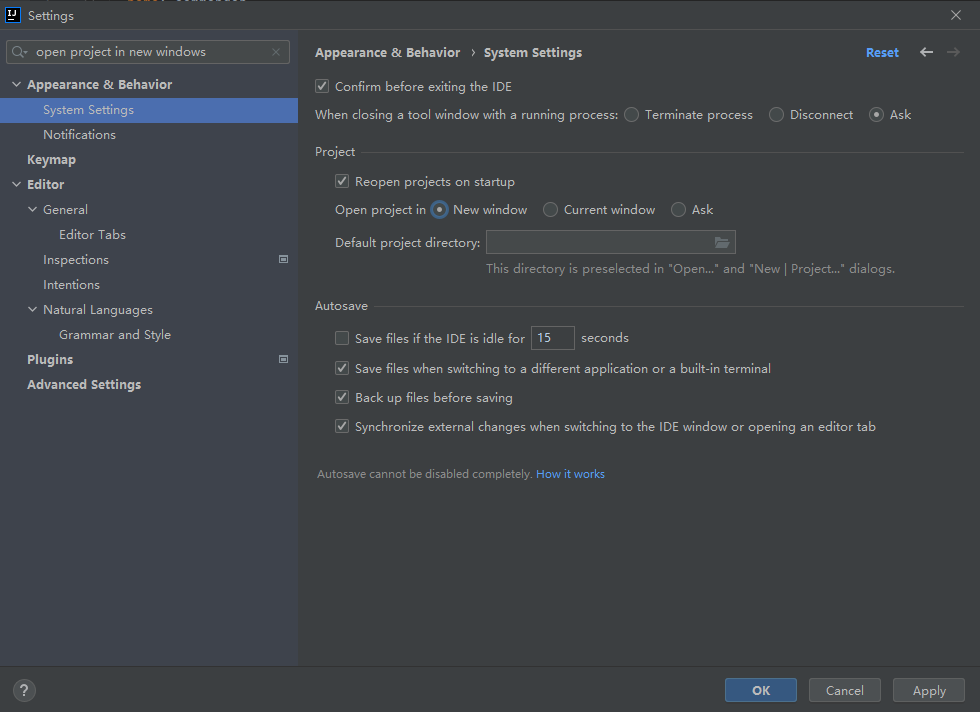 IJ Settings
open project in new windows
Appearance & Behavior
System Settings
Notifications
Keymap
Editor
General
Editor Tabs
Inspections
Intentions
Natural Languages
Grammar and Style
Plugins
Advanced Settings
Appearance & Behavior › System Settings
Reset
Confirm before exiting the IDE
When closing a tool window with a running process: Terminate process Disconnect Ask
Project
Reopen projects on startup
Open project in New window Current window Ask
Default project directory:
This directory is preselected in "Open..." and "New | Project..." dialogs.
Autosave
Save files if the IDE is idle for 15 seconds
Save files when switching to a different application or a built-in terminal
Back up files before saving
Synchronize external changes when switching to the IDE window or opening an editor tab
Autosave cannot be disabled completely. How it works
?
OK Cancel Apply